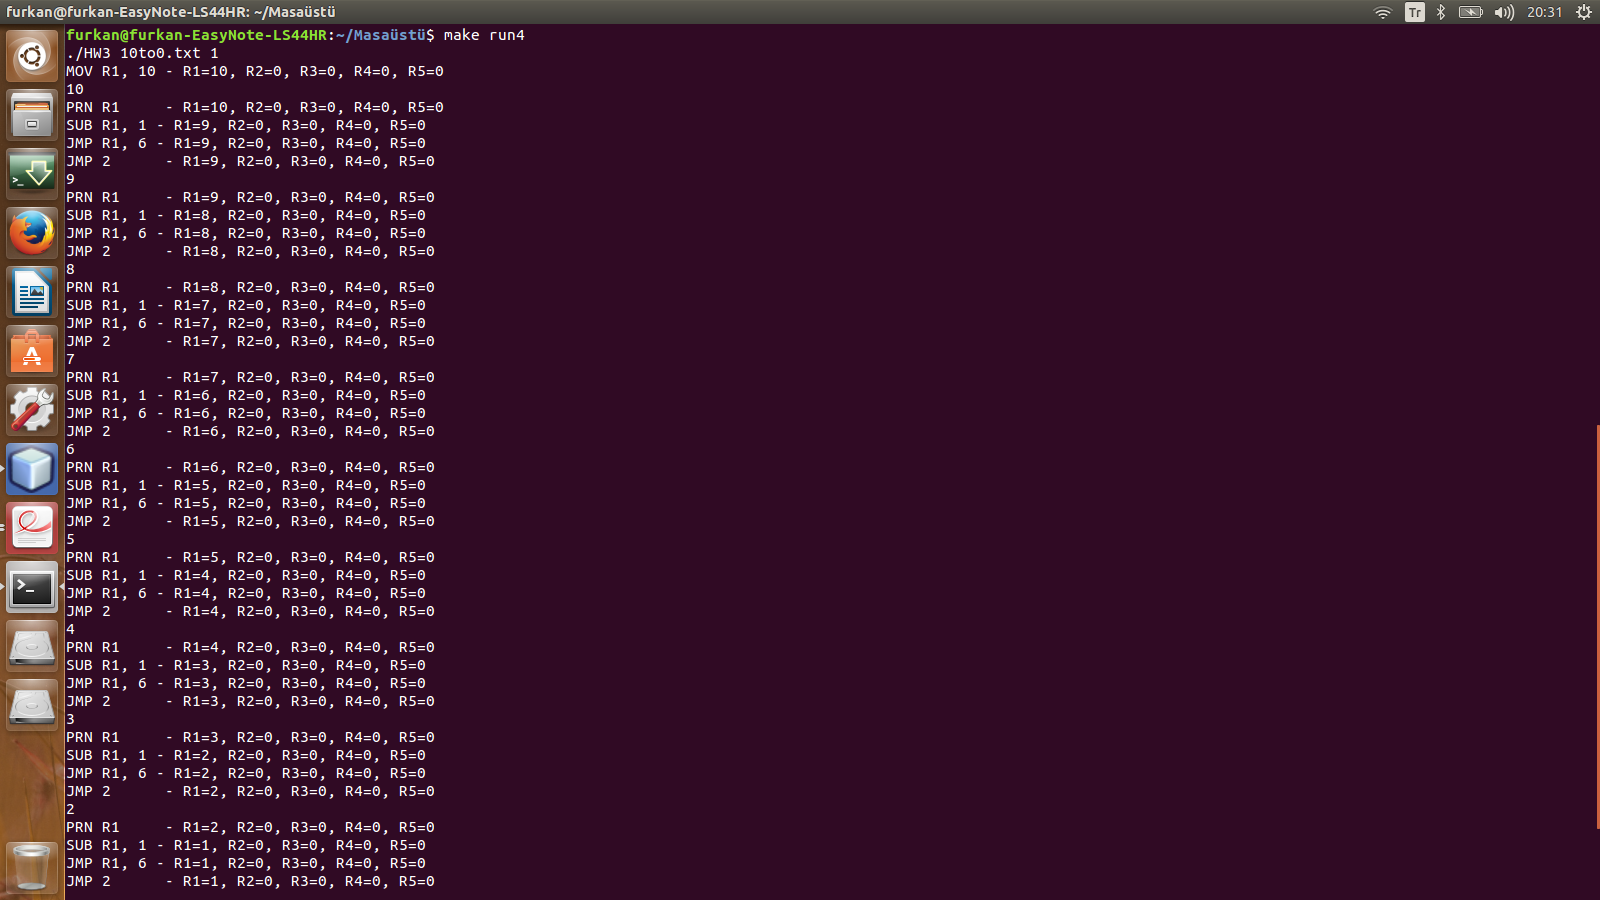 furkan@furkan-EasyNote-LS44HR: ~/Masaüstü
Tr
20:31
furkan@furkan-EasyNote-LS44HR:~/Masaüstü$ make run4
./HW3 10to0.txt 1
MOV R1, 10 - R1=10, R2=0, R3=0, R4=0, R5=0
10
PRN R1     - R1=10, R2=0, R3=0, R4=0, R5=0
SUB R1, 1 - R1=9, R2=0, R3=0, R4=0, R5=0
JMP R1, 6 - R1=9, R2=0, R3=0, R4=0, R5=0
JMP 2      - R1=9, R2=0, R3=0, R4=0, R5=0
9
PRN R1     - R1=9, R2=0, R3=0, R4=0, R5=0
SUB R1, 1 - R1=8, R2=0, R3=0, R4=0, R5=0
JMP R1, 6 - R1=8, R2=0, R3=0, R4=0, R5=0
JMP 2      - R1=8, R2=0, R3=0, R4=0, R5=0
8
PRN R1     - R1=8, R2=0, R3=0, R4=0, R5=0
SUB R1, 1 - R1=7, R2=0, R3=0, R4=0, R5=0
JMP R1, 6 - R1=7, R2=0, R3=0, R4=0, R5=0
JMP 2      - R1=7, R2=0, R3=0, R4=0, R5=0
7
PRN R1     - R1=7, R2=0, R3=0, R4=0, R5=0
SUB R1, 1 - R1=6, R2=0, R3=0, R4=0, R5=0
JMP R1, 6 - R1=6, R2=0, R3=0, R4=0, R5=0
JMP 2      - R1=6, R2=0, R3=0, R4=0, R5=0
6
PRN R1     - R1=6, R2=0, R3=0, R4=0, R5=0
SUB R1, 1 - R1=5, R2=0, R3=0, R4=0, R5=0
JMP R1, 6 - R1=5, R2=0, R3=0, R4=0, R5=0
JMP 2      - R1=5, R2=0, R3=0, R4=0, R5=0
5
PRN R1     - R1=5, R2=0, R3=0, R4=0, R5=0
SUB R1, 1 - R1=4, R2=0, R3=0, R4=0, R5=0
JMP R1, 6 - R1=4, R2=0, R3=0, R4=0, R5=0
JMP 2      - R1=4, R2=0, R3=0, R4=0, R5=0
4
PRN R1     - R1=4, R2=0, R3=0, R4=0, R5=0
SUB R1, 1 - R1=3, R2=0, R3=0, R4=0, R5=0
JMP R1, 6 - R1=3, R2=0, R3=0, R4=0, R5=0
JMP 2      - R1=3, R2=0, R3=0, R4=0, R5=0
3
PRN R1     - R1=3, R2=0, R3=0, R4=0, R5=0
SUB R1, 1 - R1=2, R2=0, R3=0, R4=0, R5=0
JMP R1, 6 - R1=2, R2=0, R3=0, R4=0, R5=0
JMP 2      - R1=2, R2=0, R3=0, R4=0, R5=0
2
PRN R1     - R1=2, R2=0, R3=0, R4=0, R5=0
SUB R1, 1 - R1=1, R2=0, R3=0, R4=0, R5=0
JMP R1, 6 - R1=1, R2=0, R3=0, R4=0, R5=0
JMP 2      - R1=1, R2=0, R3=0, R4=0, R5=0